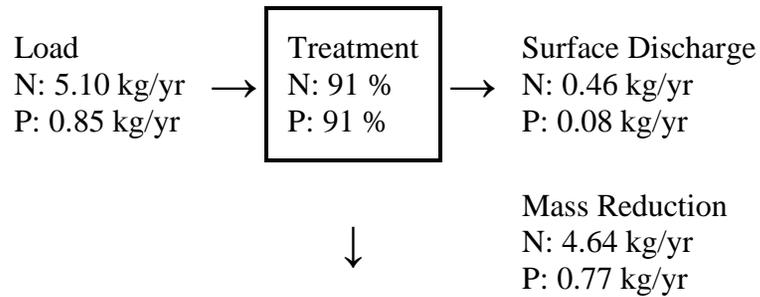 Load
N: 5.10 kg/yr
P: 0.85 kg/yr
Treatment
N: 91 %
P: 91 %
Surface Discharge
N: 0.46 kg/yr
P: 0.08 kg/yr
Mass Reduction
N: 4.64 kg/yr
P: 0.77 kg/yr